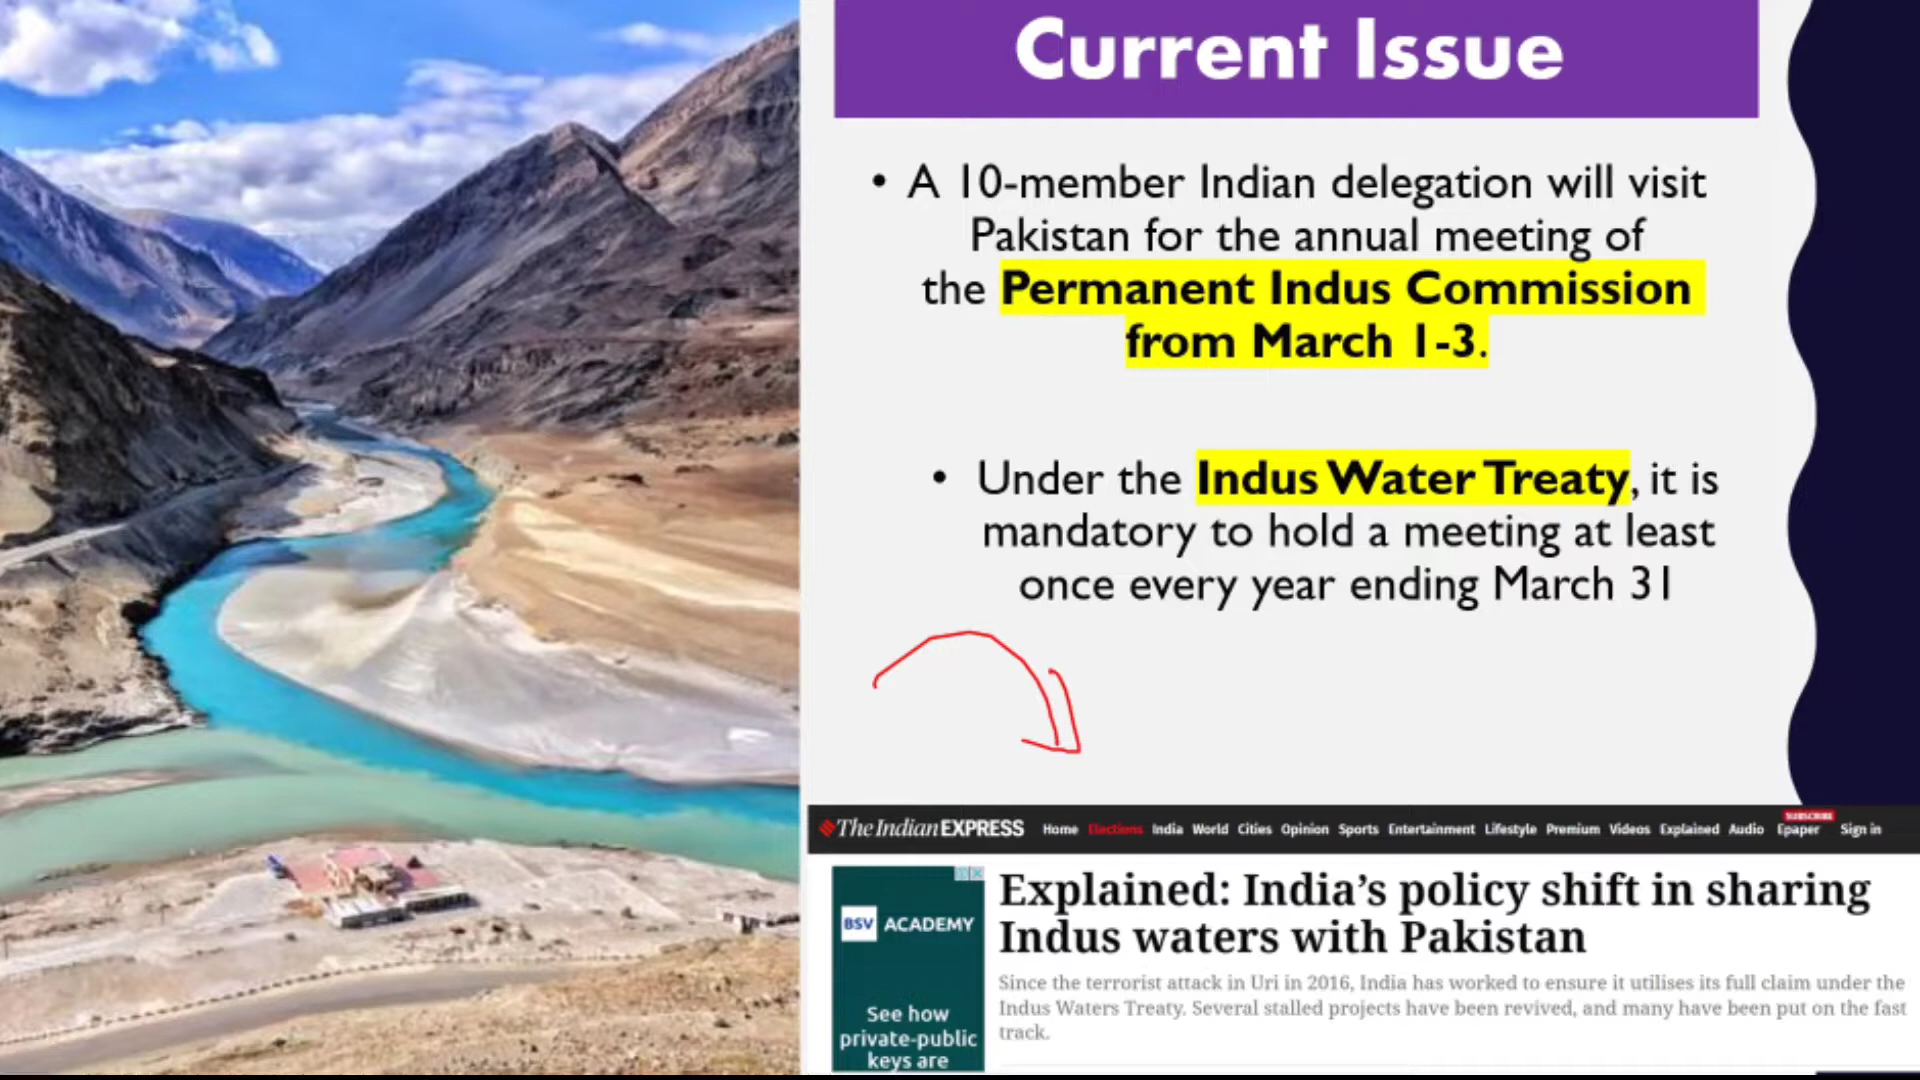 Current Issue
• A 10-member Indian delegation will visit
Pakistan for the annual meeting of
the Permanent Indus Commission
from March 1-3.
• Under the Indus Water Treaty, it is
mandatory to hold a meeting at least
once every year ending March 31
The Indian EXPRESS Home Elections India World Cities Opinion Sports Entertainment Lifestyle Premium Videos Explained Audio Epaper SUBSCRIBE Sign in
BSV ACADEMY
See how
private-public
keys are
Explained: India’s policy shift in sharing
Indus waters with Pakistan
Since the terrorist attack in Uri in 2016, India has worked to ensure it utilises its full claim under the
Indus Waters Treaty. Several stalled projects have been revived, and many have been put on the fast
track.